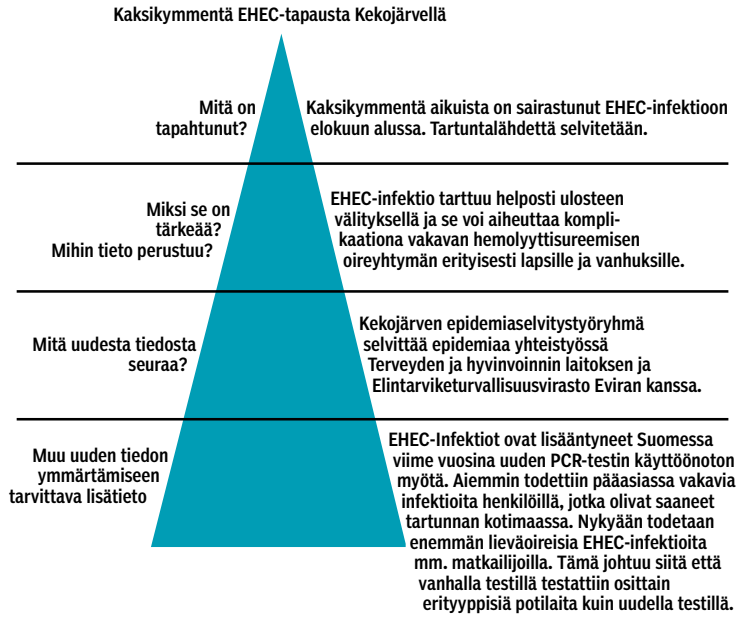 Kaksikymmentä EHEC-tapausta Kekojärvellä
Mitä on
tapahtunut?
Kaksikymmentä aikuista on sairastunut EHEC-infektioon
elokuun alussa. Tartuntalähdettä selvitetään.
Miksi se on
tärkeää?
Mihin tieto perustuu?
EHEC-infektio tarttuu helposti ulosteen
välityksellä ja se voi aiheuttaa kompli-
kaationa vakavan hemolyyttisureemisen
oireyhtymän erityisesti lapsille ja vanhuksille.
Mitä uudesta tiedosta
seuraa?
Kekojärven epidemiaselvitystyöryhmä
selvittää epidemiaa yhteistyössä
Terveyden ja hyvinvoinnin laitoksen ja
Elintarviketurvallisuusvirasto Eviran kanssa.
Muu uuden tiedon
ymmärtämiseen
tarvittava lisätieto
EHEC-Infektiot ovat lisääntyneet Suomessa
viime vuosina uuden PCR-testin käyttöönoton
myötä. Aiemmin todettiin pääasiassa vakavia
infektioita henkilöillä, jotka olivat saaneet
tartunnan kotimaassa. Nykyään todetaan
enemmän lieväoireisia EHEC-infektioita
mm. matkailijoilla. Tämä johtuu siitä että
vanhalla testillä testattiin osittain
erityyppisiä potilaita kuin uudella testillä.